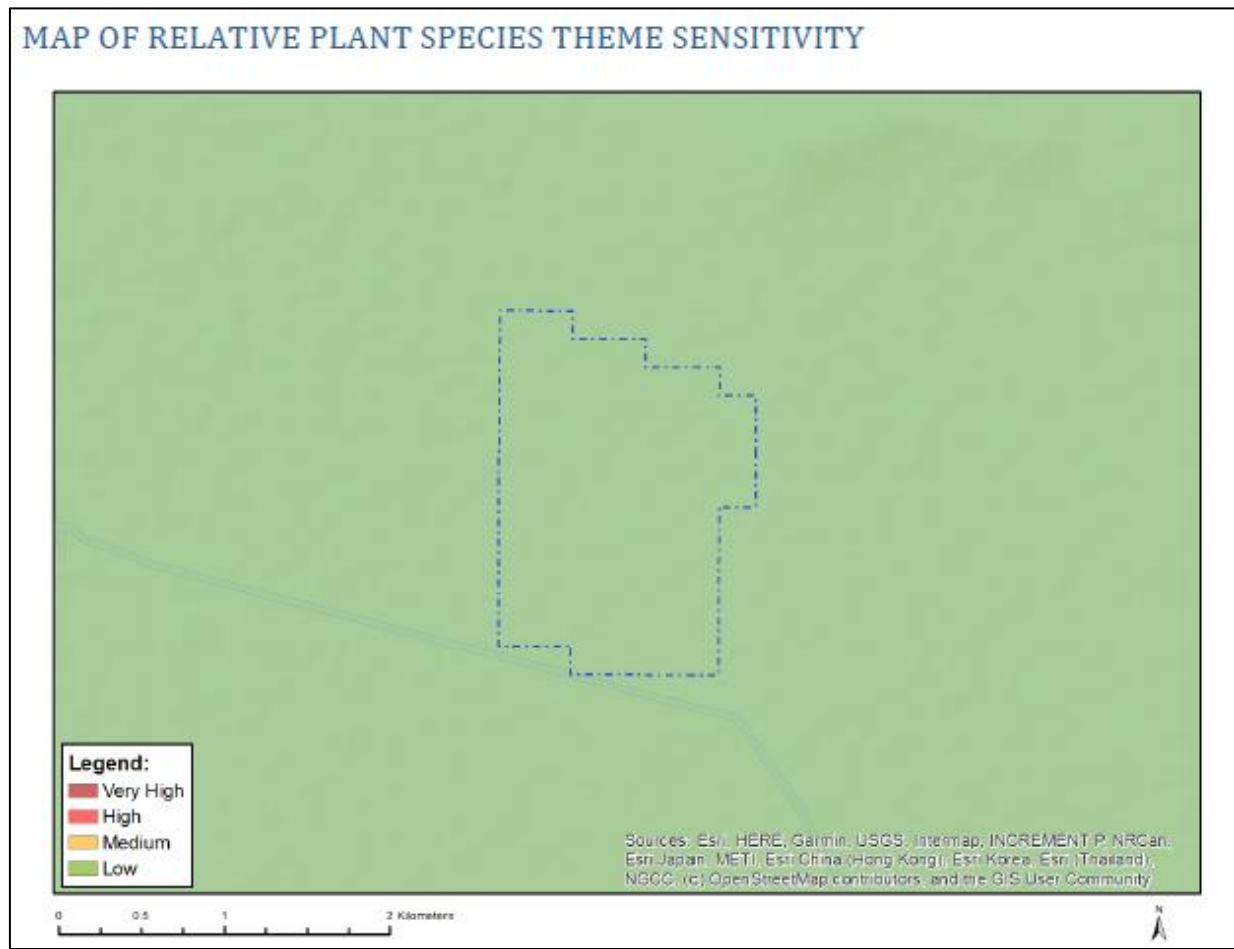 MAP OF RELATIVE PLANT SPECIES THEME SENSITIVITY
Legend:
Very High
High
Medium
Low
Sources: Esri, HERE, Garmin, USGS, Intermap, INCREMENT P, NRCan,
Esri Japan, METI, Esri China (Hong Kong), Esri Korea, Esri (Thailand),
NGCC, (c) OpenStreetMap contributors, and the GIS User Community
0 0.5 1 2 Kilometers
N